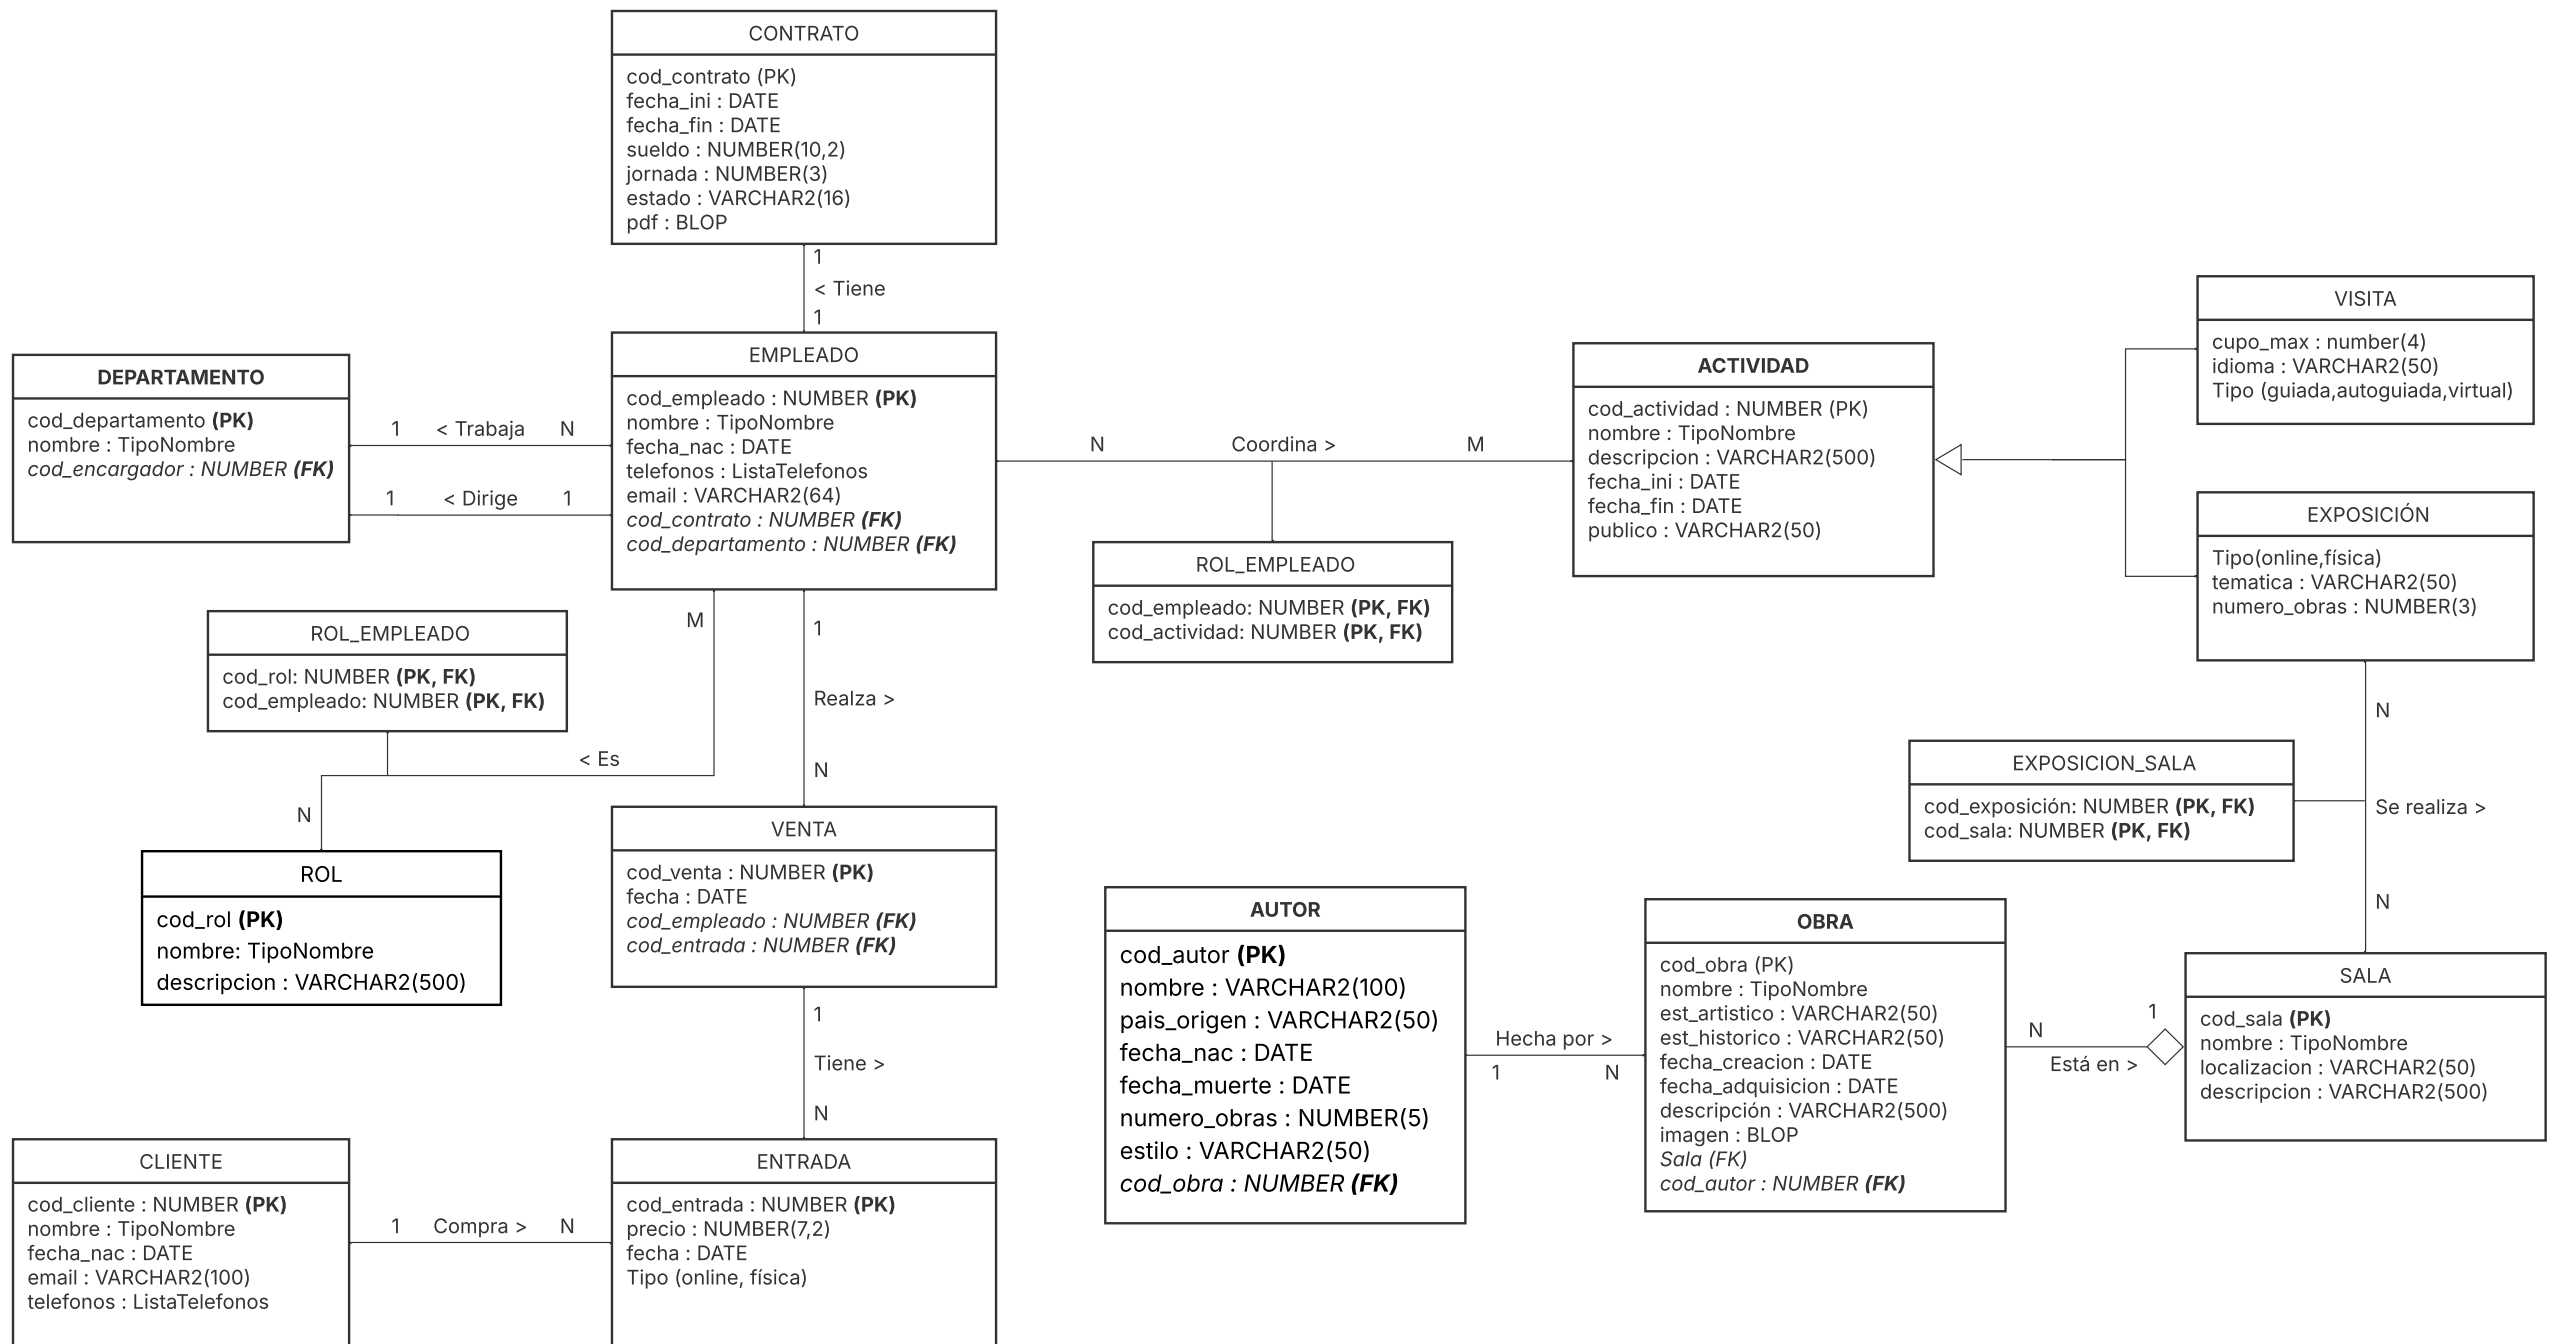 CONTRATO
cod_contrato (PK)
fecha_ini : DATE
fecha_fin : DATE
sueldo : NUMBER(10,2)
jornada : NUMBER(3)
estado : VARCHAR2(16)
pdf : BLOP
1
< Tiene
1
DEPARTAMENTO
cod_departamento (PK)
nombre : TipoNombre
cod_encargador : NUMBER (FK)
1 < Trabaja N
1 < Dirige 1
EMPLEADO
cod_empleado : NUMBER (PK)
nombre : TipoNombre
fecha_nac : DATE
telefonos : ListaTelefonos
email : VARCHAR2(64)
cod_contrato : NUMBER (FK)
cod_departamento : NUMBER (FK)
N Coordina > M
ROL_EMPLEADO
cod_empleado: NUMBER (PK, FK)
cod_actividad: NUMBER (PK, FK)
ACTIVIDAD
cod_actividad : NUMBER (PK)
nombre : TipoNombre
descripcion : VARCHAR2(500)
fecha_ini : DATE
fecha_fin : DATE
publico : VARCHAR2(50)
VISITA
cupo_max : number(4)
idioma : VARCHAR2(50)
Tipo (guiada,autoguiada,virtual)
EXPOSICIÓN
Tipo(online,física)
tematica : VARCHAR2(50)
numero_obras : NUMBER(3)
ROL_EMPLEADO
cod_rol: NUMBER (PK, FK)
cod_empleado: NUMBER (PK, FK)
M
< Es
N
ROL
cod_rol (PK)
nombre: TipoNombre
descripcion : VARCHAR2(500)
1
Realza >
N
VENTA
cod_venta : NUMBER (PK)
fecha : DATE
cod_empleado : NUMBER (FK)
cod_entrada : NUMBER (FK)
1
Tiene >
N
CLIENTE
cod_cliente : NUMBER (PK)
nombre : TipoNombre
fecha_nac : DATE
email : VARCHAR2(100)
telefonos : ListaTelefonos
1 Compra > N
ENTRADA
cod_entrada : NUMBER (PK)
precio : NUMBER(7,2)
fecha : DATE
Tipo (online, física)
N
EXPOSICION_SALA
cod_exposición: NUMBER (PK, FK)
cod_sala: NUMBER (PK, FK)
Se realiza >
N
AUTOR
cod_autor (PK)
nombre : VARCHAR2(100)
pais_origen : VARCHAR2(50)
fecha_nac : DATE
fecha_muerte : DATE
numero_obras : NUMBER(5)
estilo : VARCHAR2(50)
cod_obra : NUMBER (FK)
Hecha por >
1 N
OBRA
cod_obra (PK)
nombre : TipoNombre
est_artistico : VARCHAR2(50)
est_historico : VARCHAR2(50)
fecha_creacion : DATE
fecha_adquisicion : DATE
descripción : VARCHAR2(500)
imagen : BLOP
Sala (FK)
cod_autor : NUMBER (FK)
N 1
Está en >
SALA
cod_sala (PK)
nombre : TipoNombre
localizacion : VARCHAR2(50)
descripcion : VARCHAR2(500)